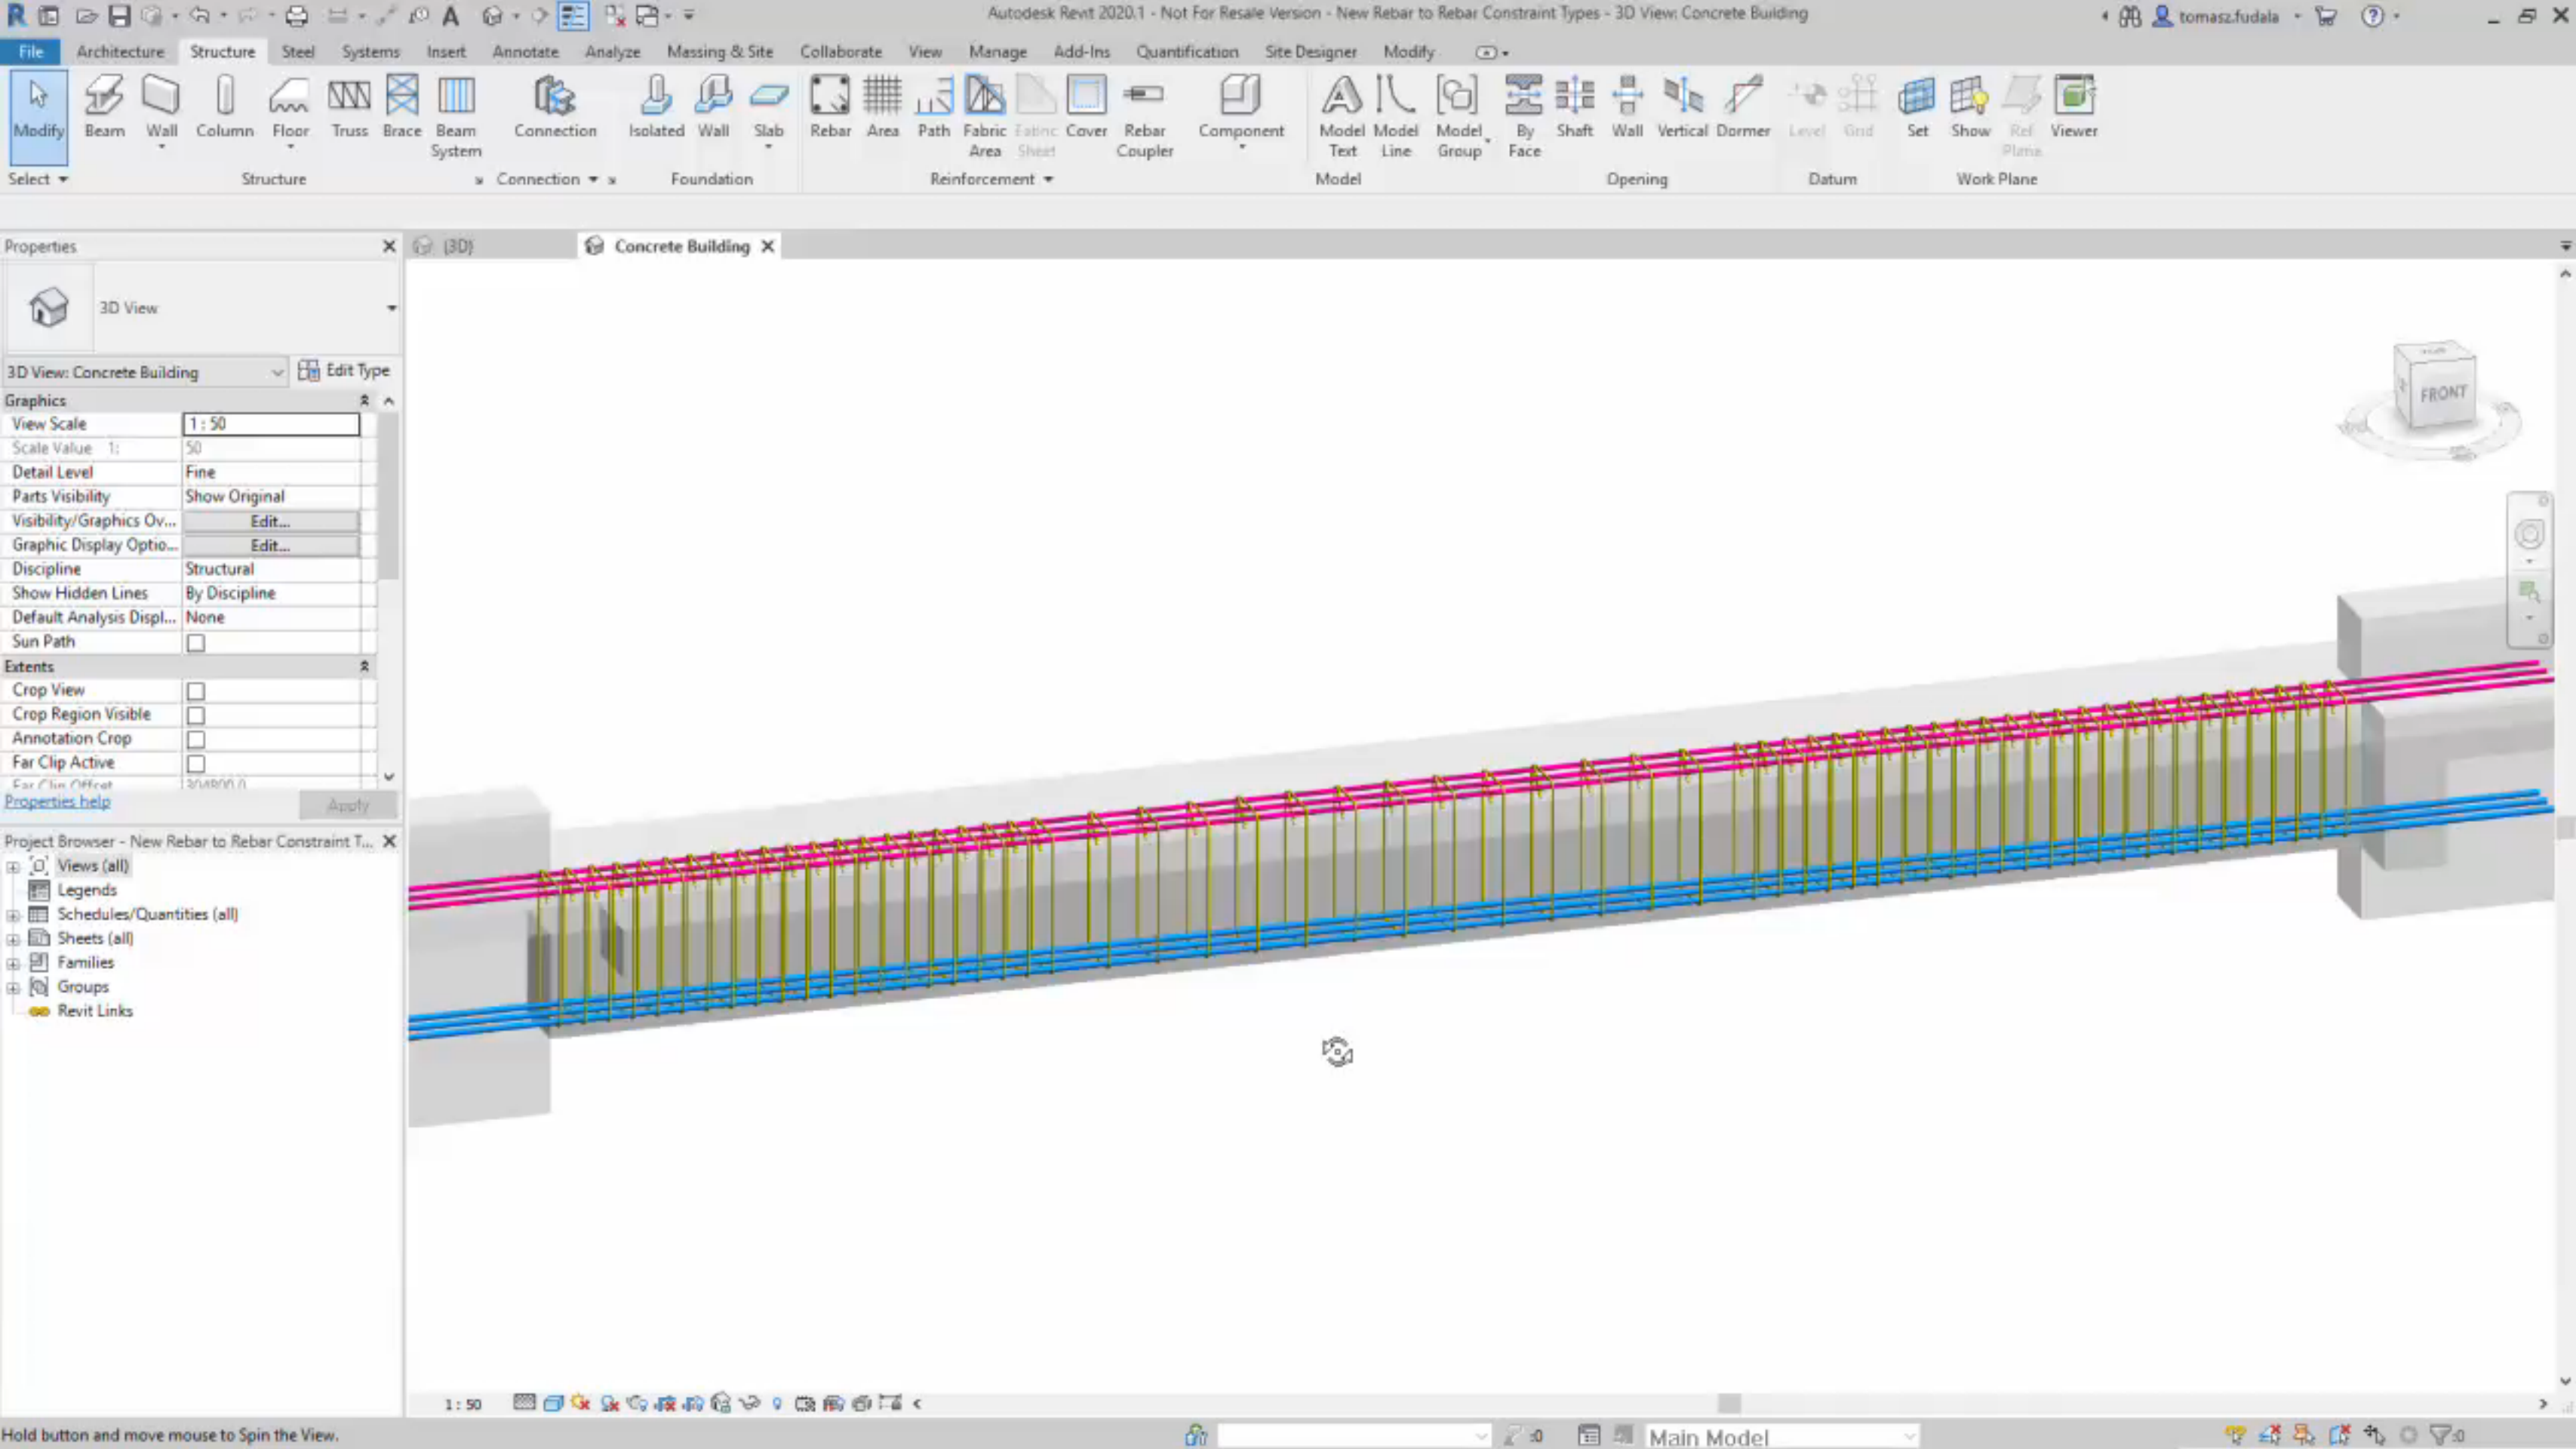 Autodesk Revit 2020.1 - Not For Resale Version - New Rebar to Rebar Constraint Types - 3D View: Concrete Building
tomasz.fudala
File Architecture Structure Steel Systems Insert Annotate Analyze Massing & Site Collaborate View Manage Add-Ins Quantification Site Designer Modify
Modify Beam Wall Column Floor Truss Brace Beam System Connection Isolated Wall Slab Rebar Area Path Fabric Area Fabric Sheet Cover Rebar Coupler Component Model Text Model Line Model Group By Face Shaft Wall Vertical Dormer Level Grid Set Show Ref Plane Viewer
Select Structure Connection Foundation Reinforcement Model Opening Datum Work Plane
Properties
{3D} Concrete Building
3D View
3D View: Concrete Building Edit Type
Graphics
View Scale 1 : 50
Scale Value 1: 50
Detail Level Fine
Parts Visibility Show Original
Visibility/Graphics Ov... Edit...
Graphic Display Optio... Edit...
Discipline Structural
Show Hidden Lines By Discipline
Default Analysis Displ... None
Sun Path
Extents
Crop View
Crop Region Visible
Annotation Crop
Far Clip Active
Far Clip Offset 304800.0
Properties help Apply
Project Browser - New Rebar to Rebar Constraint T...
Views (all)
Legends
Schedules/Quantities (all)
Sheets (all)
Families
Groups
Revit Links
TOP
FRONT
1 : 50
Hold button and move mouse to Spin the View.
:0
Main Model
:0